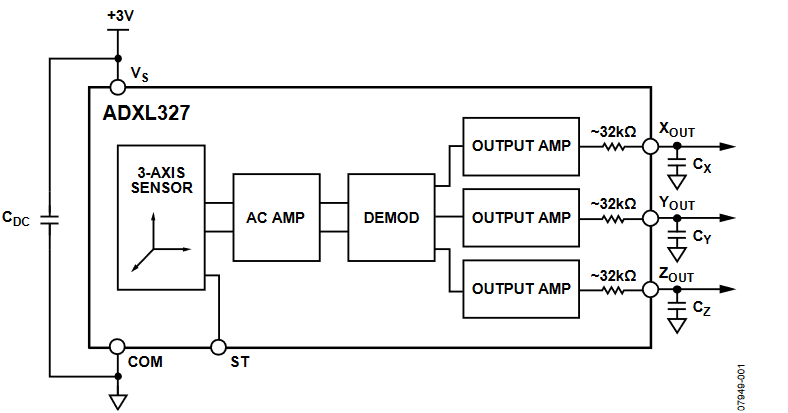 +3V
VS
ADXL327
3-AXIS
SENSOR
AC AMP
DEMOD
OUTPUT AMP
~32kΩ
XOUT
CX
OUTPUT AMP
~32kΩ
YOUT
CY
OUTPUT AMP
~32kΩ
ZOUT
CZ
CDC
COM
ST
07949-001